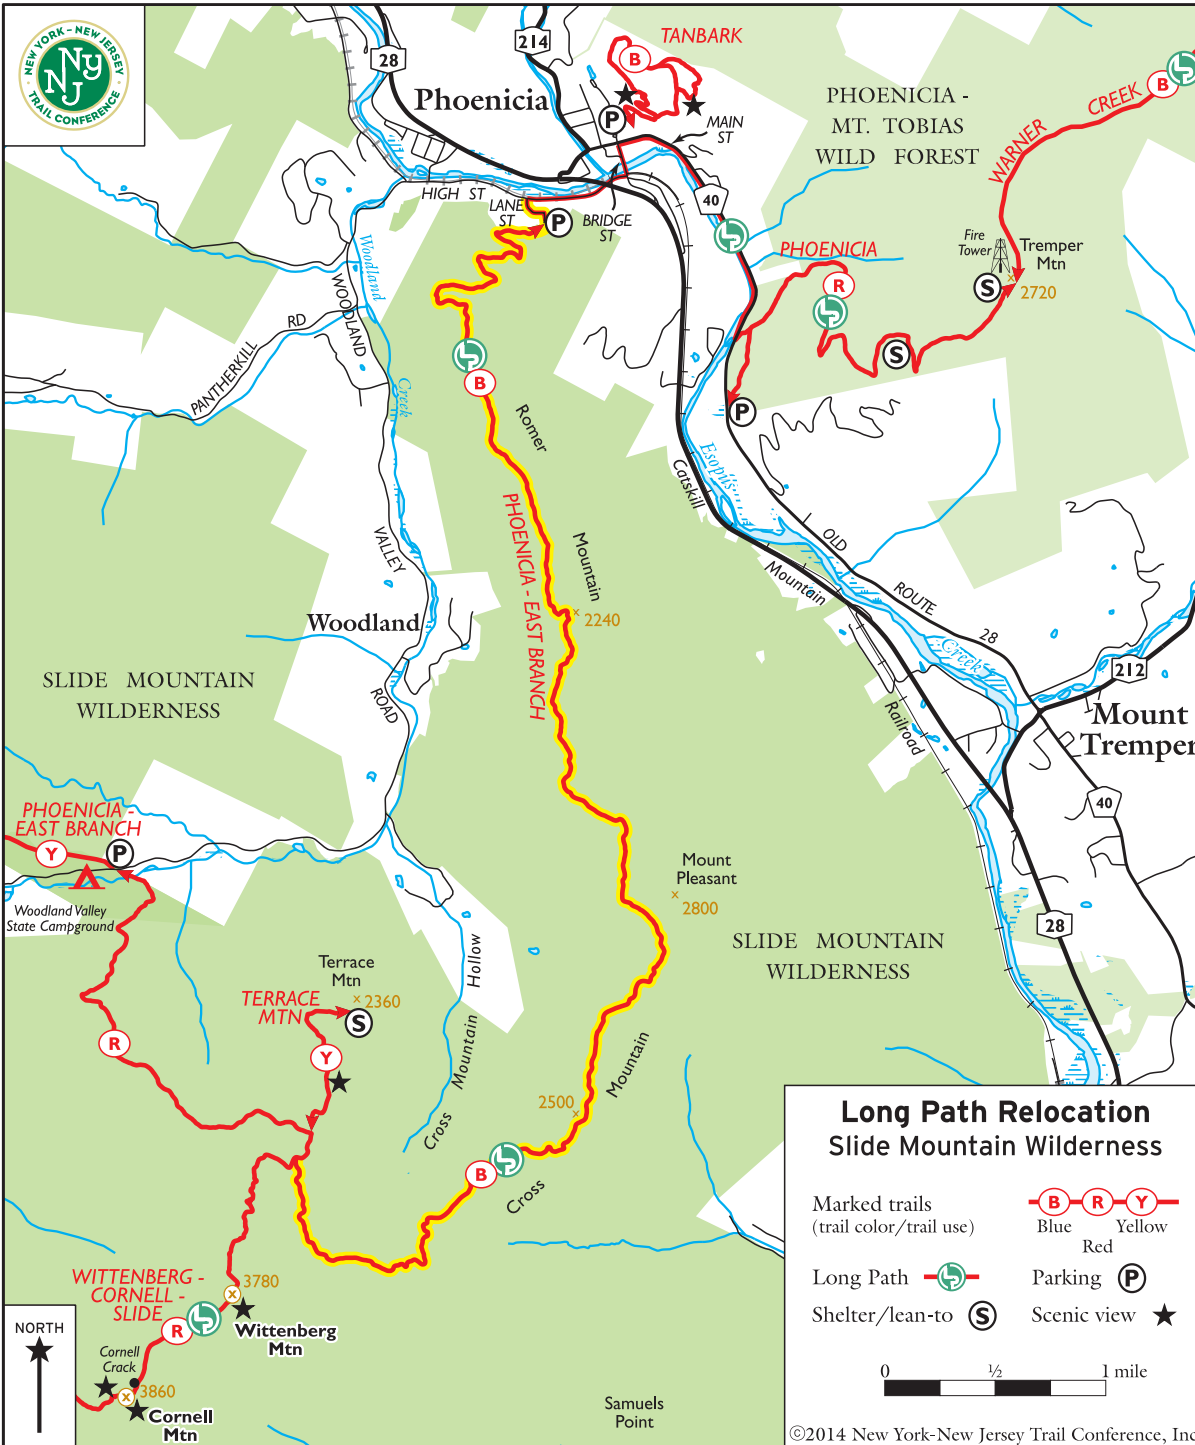 NEW YORK - NEW JERSEY
NY
NJ
TRAIL CONFERENCE
28
214
TANBARK
B
Phoenicia
P
MAIN
ST
PHOENICIA -
MT. TOBIAS
WILD FOREST
WARNER CREEK
B
HIGH ST
LANE
ST
P
BRIDGE
ST
40
PHOENICIA
R
Fire
Tower
Tremper
Mtn
S
2720
S
P
Woodland
Creek
WOODLAND
VALLEY
ROAD
PANTHERKILL RD
B
Romer
Mountain
PHOENICIA - EAST BRANCH
2240
Esopus
Creek
Catskill
Mountain
Railroad
OLD
ROUTE
28
212
Mount
Tremper
40
28
Woodland
SLIDE MOUNTAIN
WILDERNESS
PHOENICIA -
EAST BRANCH
Y
P
Woodland Valley
State Campground
Mount
Pleasant
2800
SLIDE MOUNTAIN
WILDERNESS
Terrace
Mtn
2360
TERRACE
MTN
S
R
Y
Cross Mountain Hollow
2500
Cross Mountain
B
WITTENBERG -
CORNELL -
SLIDE
3780
R
Wittenberg
Mtn
Cornell
Crack
3860
Cornell
Mtn
Samuels
Point
NORTH
Long Path Relocation
Slide Mountain Wilderness
Marked trails
(trail color/trail use)
B R Y
Blue Yellow
Red
Long Path
Parking P
Shelter/lean-to S
Scenic view
0 ½ 1 mile
©2014 New York-New Jersey Trail Conference, Inc